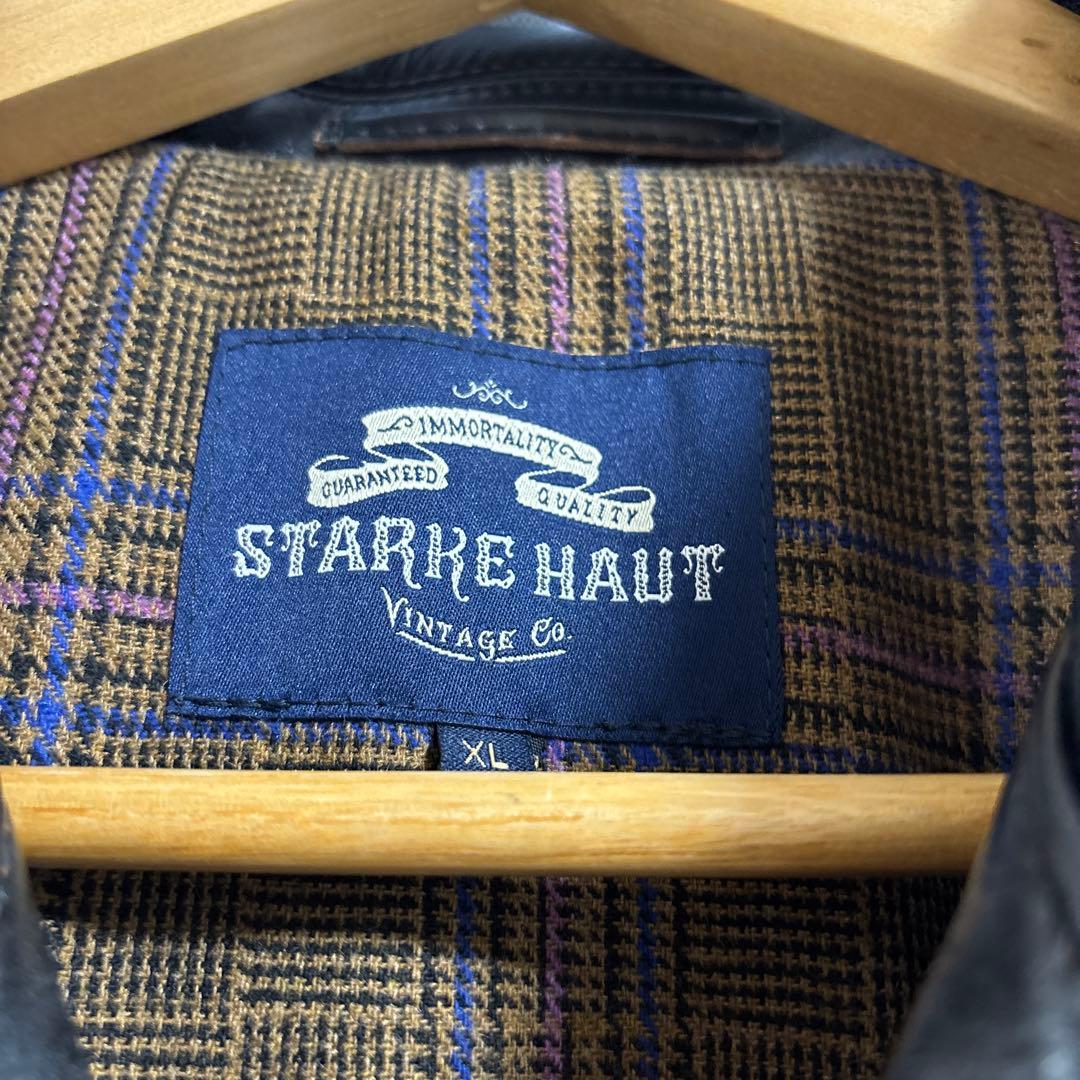 IMMORTALITY
GUARANTEED QUALITY
STARKE HAUT
VINTAGE CO.
XL